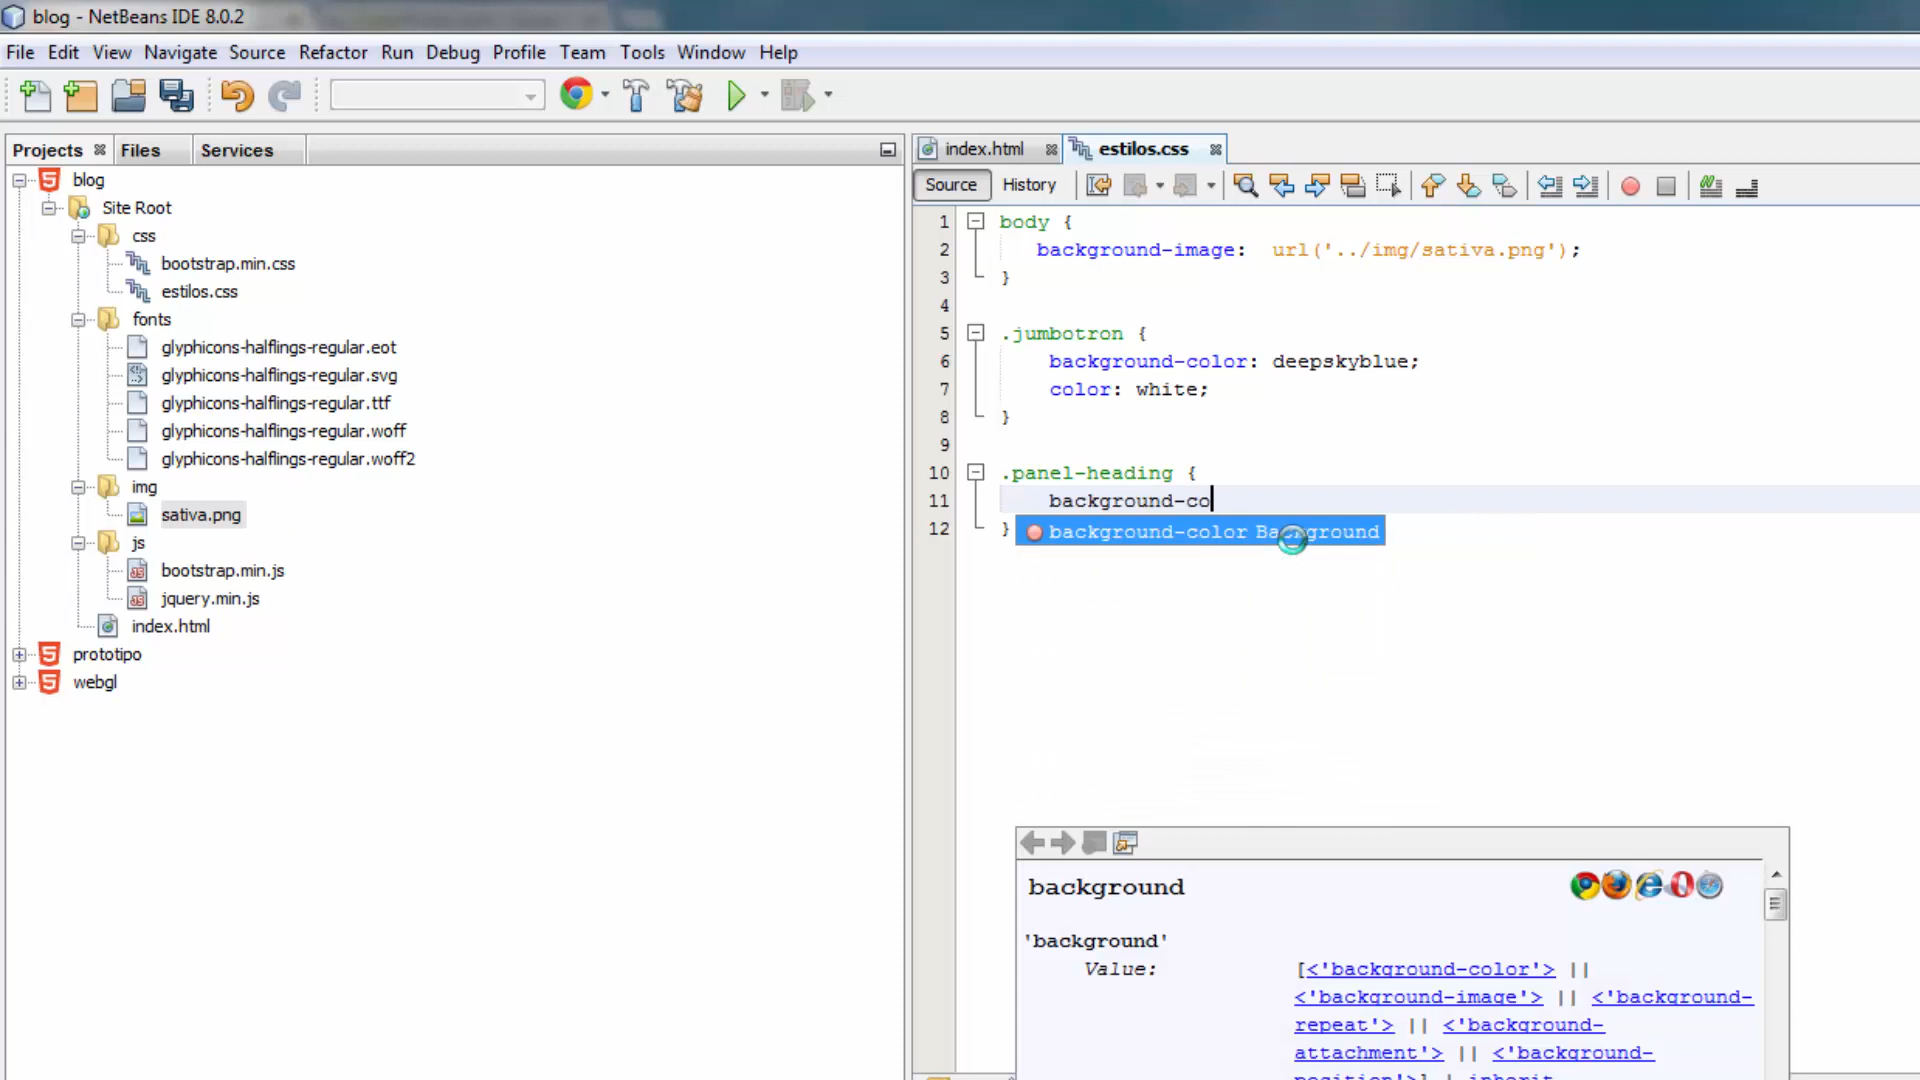 blog - NetBeans IDE 8.0.2
File Edit View Navigate Source Refactor Run Debug Profile Team Tools Window Help
Projects Files Services
blog
Site Root
css
bootstrap.min.css
estilos.css
fonts
glyphicons-halflings-regular.eot
glyphicons-halflings-regular.svg
glyphicons-halflings-regular.ttf
glyphicons-halflings-regular.woff
glyphicons-halflings-regular.woff2
img
sativa.png
js
bootstrap.min.js
jquery.min.js
index.html
prototipo
webgl
index.html estilos.css
Source History
1 body {
2 background-image: url('../img/sativa.png');
3 }
4
5 .jumbotron {
6 background-color: deepskyblue;
7 color: white;
8 }
9
10 .panel-heading {
11 background-co
12 }
background-color Background
background
'background'
Value: [<'background-color'> ||
<'background-image'> || <'background-
repeat'> || <'background-
attachment'> || <'background-
position'>] | inherit